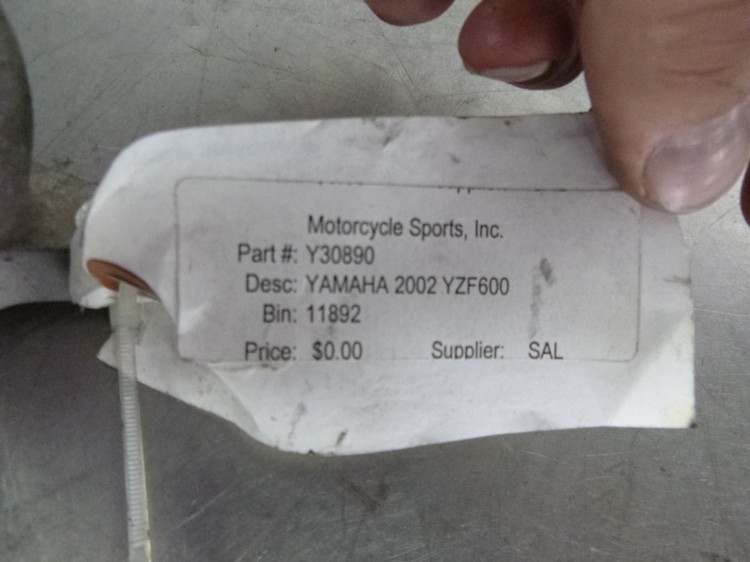 Motorcycle Sports, Inc.
Part #: Y30890
Desc: YAMAHA 2002 YZF600
Bin: 11892
Price: $0.00 Supplier: SAL